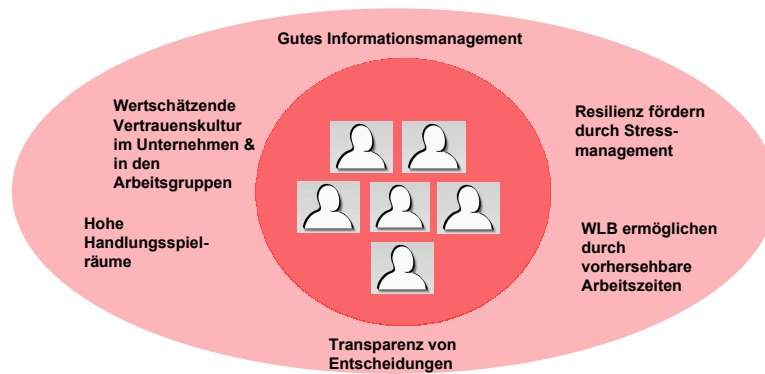 Gutes Informationsmanagement
Wertschätzende
Vertrauenskultur
im Unternehmen &
in den
Arbeitsgruppen
Resilienz fördern
durch Stress-
management
Hohe
Handlungsspiel-
räume
WLB ermöglichen
durch
vorhersehbare
Arbeitszeiten
Transparenz von
Entscheidungen